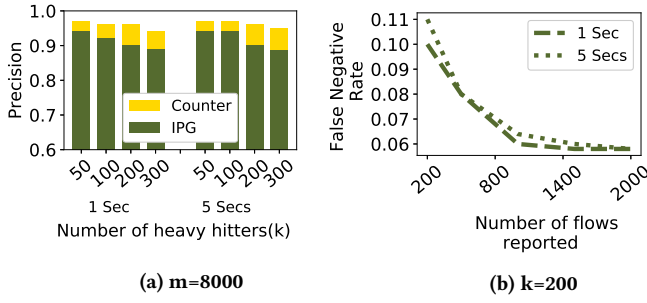 1.0
0.9
0.8
0.7
0.6
Precision
Counter
IPG
50
100
200
300
50
100
200
300
1 Sec
5 Secs
Number of heavy hitters(k)
(a) m=8000
0.11
0.10
0.09
0.08
0.07
0.06
False Negative
Rate
1 Sec
5 Secs
200
800
1400
2000
Number of flows
reported
(b) k=200